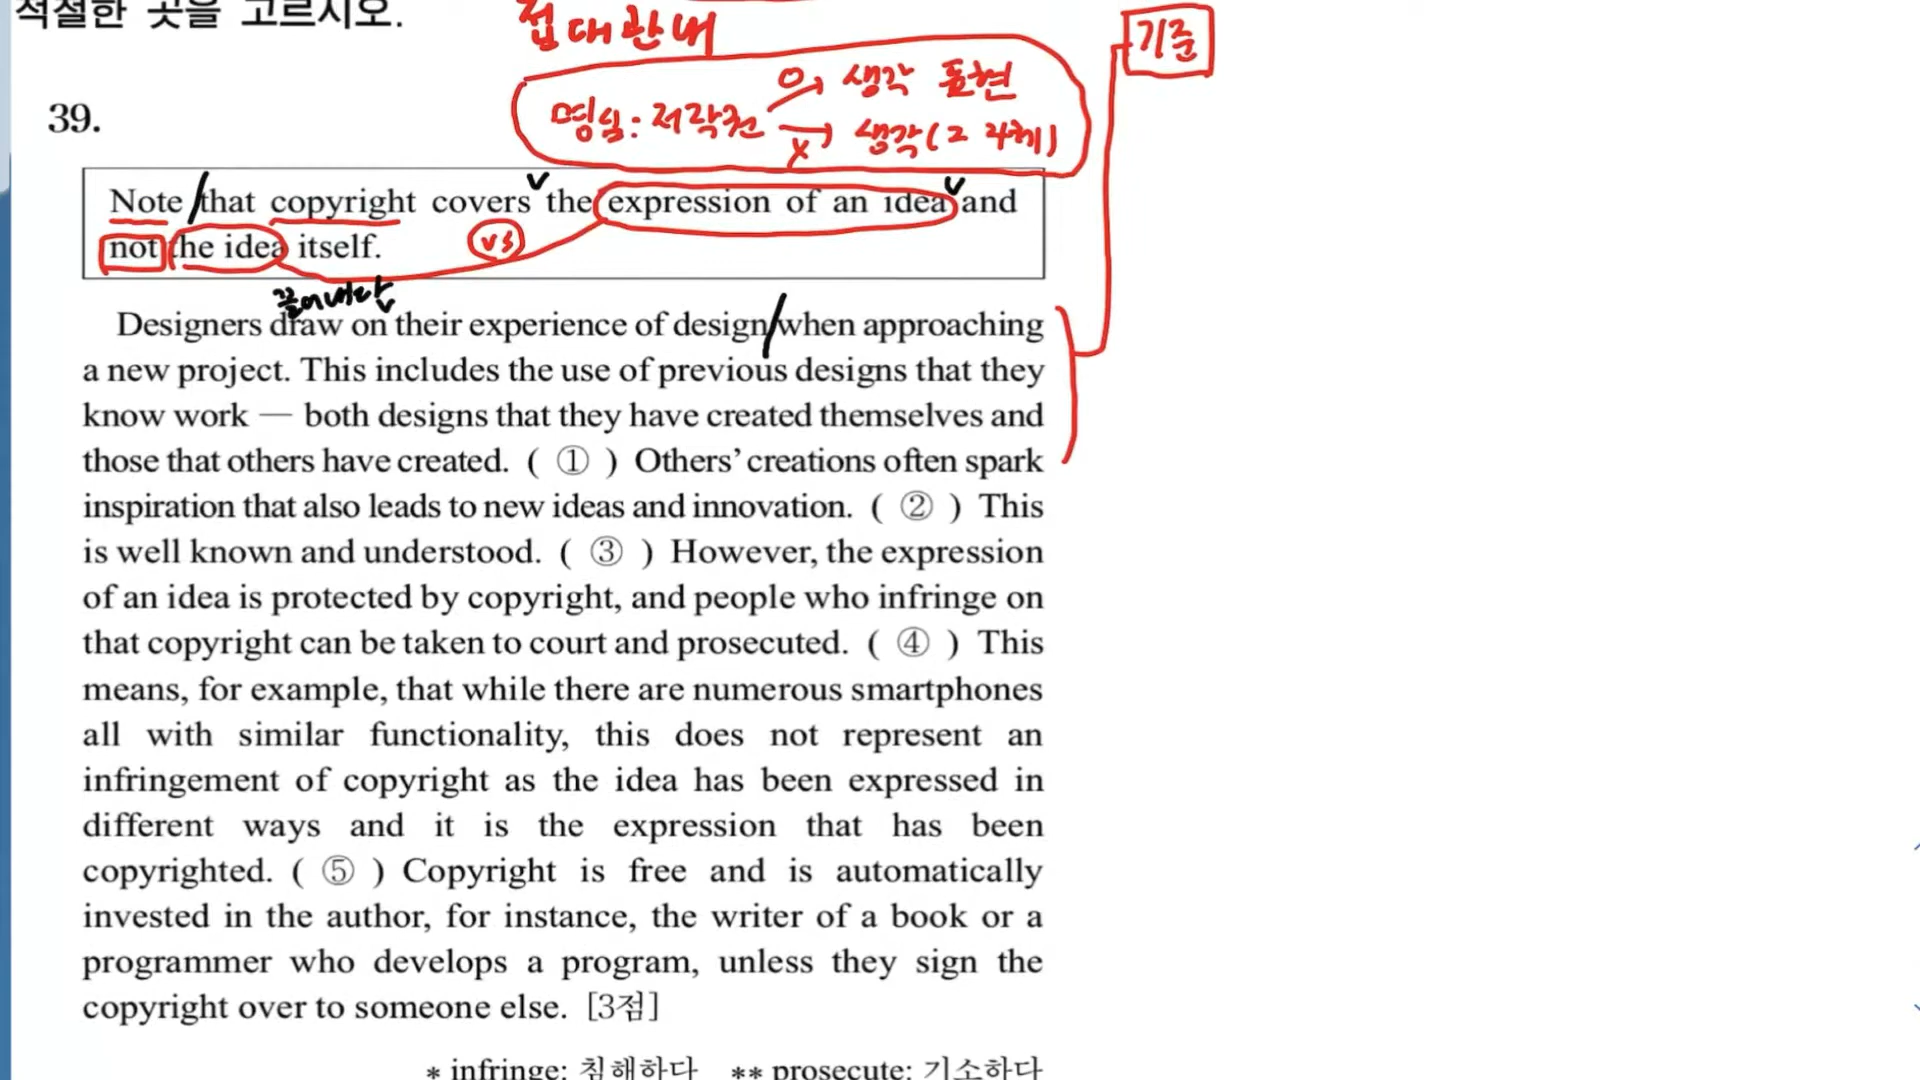 적절한 곳을 고르시오.
접대관내
기준
명심: 저작권 O→ 생각 표현
X→ 생각(그 자체)
39.
Note that copyright covers the expression of an idea and
not the idea itself.
vs
끌어내다
Designers draw on their experience of design when approaching
a new project. This includes the use of previous designs that they
know work — both designs that they have created themselves and
those that others have created. ( ① ) Others’ creations often spark
inspiration that also leads to new ideas and innovation. ( ② ) This
is well known and understood. ( ③ ) However, the expression
of an idea is protected by copyright, and people who infringe on
that copyright can be taken to court and prosecuted. ( ④ ) This
means, for example, that while there are numerous smartphones
all with similar functionality, this does not represent an
infringement of copyright as the idea has been expressed in
different ways and it is the expression that has been
copyrighted. ( ⑤ ) Copyright is free and is automatically
invested in the author, for instance, the writer of a book or a
programmer who develops a program, unless they sign the
copyright over to someone else. [3점]
* infringe: 침해하다 ** prosecute: 기소하다